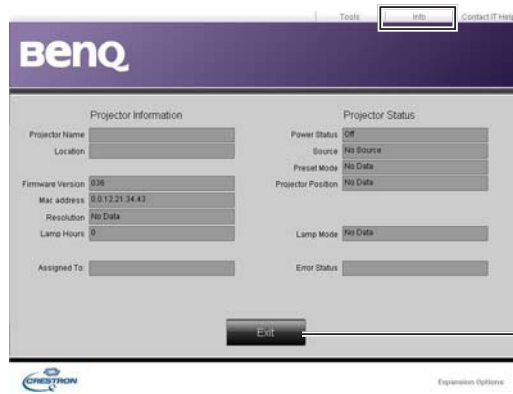 Tools Info Contact IT Help
BenQ
Projector Information
Projector Name
Location
Firmware Version 036
Mac address 0.0.12.21.34.43
Resolution No Data
Lamp Hours 0
Assigned To:
Projector Status
Power Status Off
Source No Source
Preset Mode No Data
Projector Position No Data
Lamp Mode No Data
Error Status
Exit
CRESTRON
Expansion Options